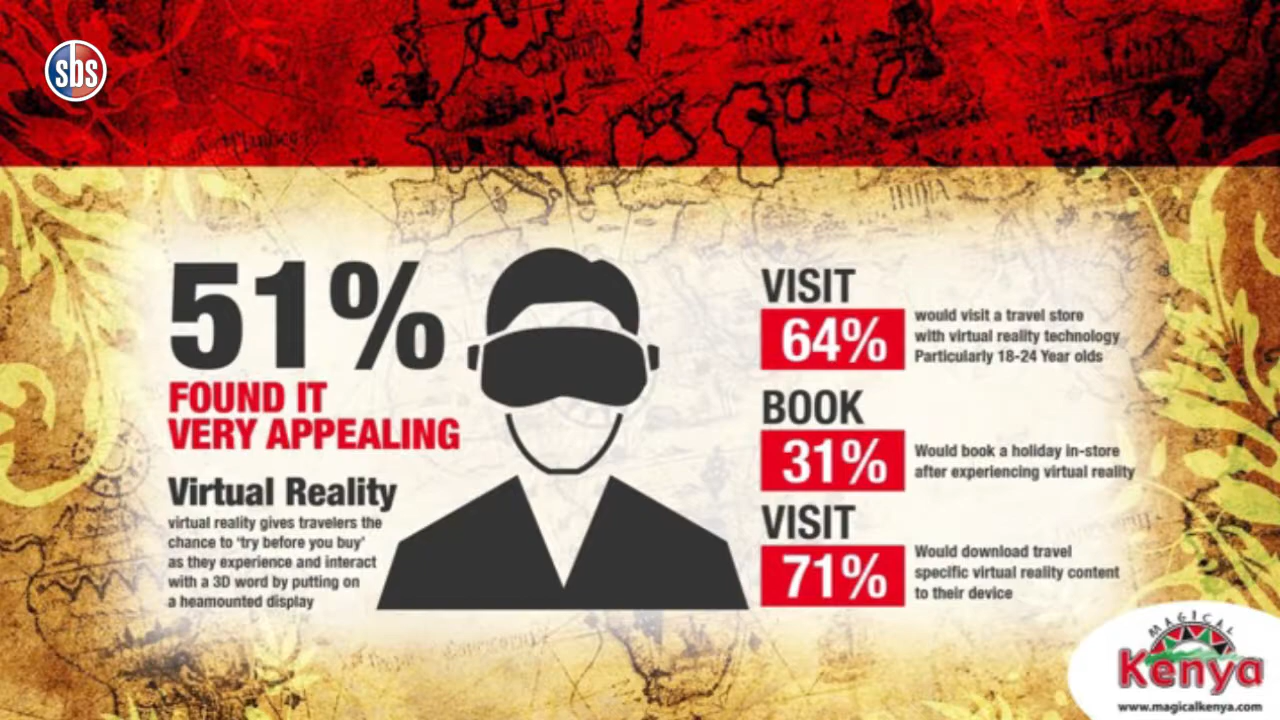 sbs
INDIA
51%
FOUND IT
VERY APPEALING
Virtual Reality
virtual reality gives travelers the
chance to 'try before you buy'
as they experience and interact
with a 3D word by putting on
a heamounted display
VISIT
64%
would visit a travel store
with virtual reality technology
Particularly 18-24 Year olds
BOOK
31%
Would book a holiday in-store
after experiencing virtual reality
VISIT
71%
Would download travel
specific virtual reality content
to their device
MAGICAL
Kenya
www.magicalkenya.com